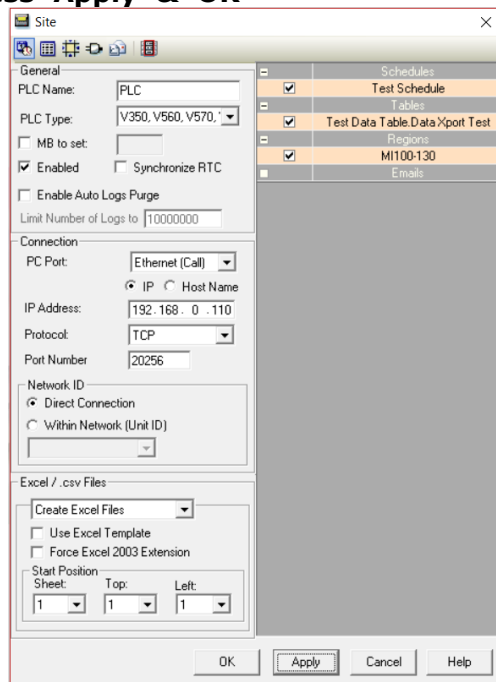 Apply & OK
Site
General
PLC Name: PLC
PLC Type: V350, V560, V570, '
MB to set:
Enabled Synchronize RTC
Enable Auto Logs Purge
Limit Number of Logs to 10000000
Connection
PC Port: Ethernet (Call)
IP Host Name
IP Address: 192.168. 0 .110
Protocol: TCP
Port Number 20256
Network ID
Direct Connection
Within Network (Unit ID)
Excel / .csv Files
Create Excel Files
Use Excel Template
Force Excel 2003 Extension
Start Position
Sheet: Top: Left:
1 1 1
Schedules
Test Schedule
Tables
Test Data Table.Data Xport Test
Regions
MI100-130
Emails
OK Apply Cancel Help